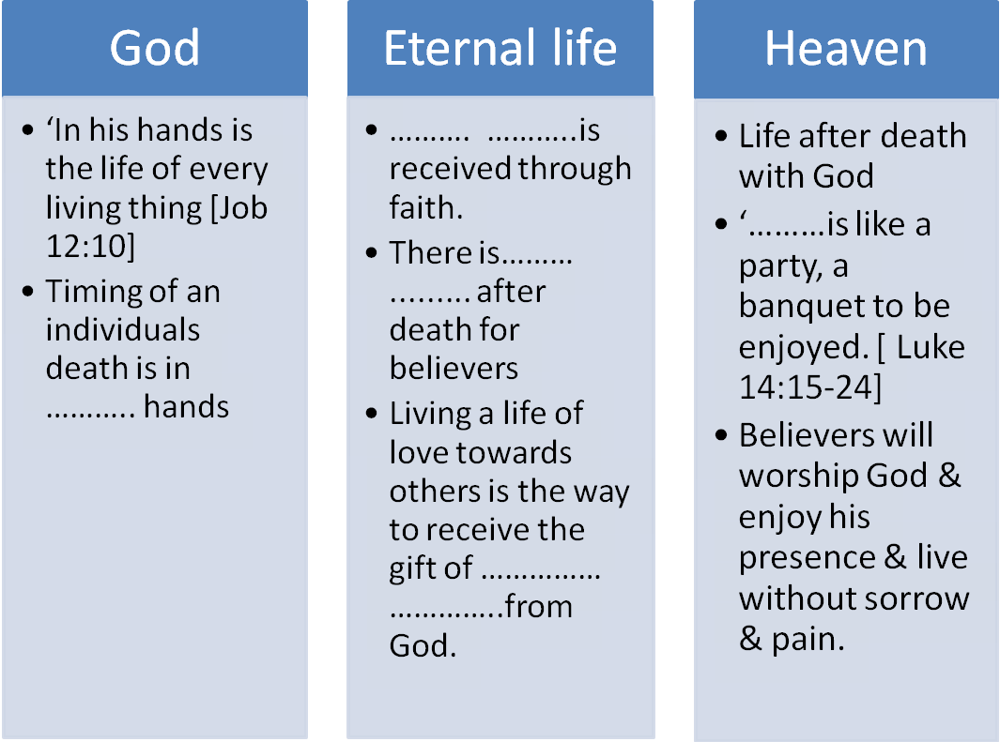 God
‘In his hands is
the life of every
living thing [Job
12:10]
Timing of an
individuals
death is in
……….. hands
Eternal life
………. ………..is
received through
faith.
There is………
......... after
death for
believers
Living a life of
love towards
others is the way
to receive the
gift of ……………
…………..from
God.
Heaven
Life after death
with God
‘………is like a
party, a
banquet to be
enjoyed. [ Luke
14:15-24]
Believers will
worship God &
enjoy his
presence & live
without sorrow
& pain.